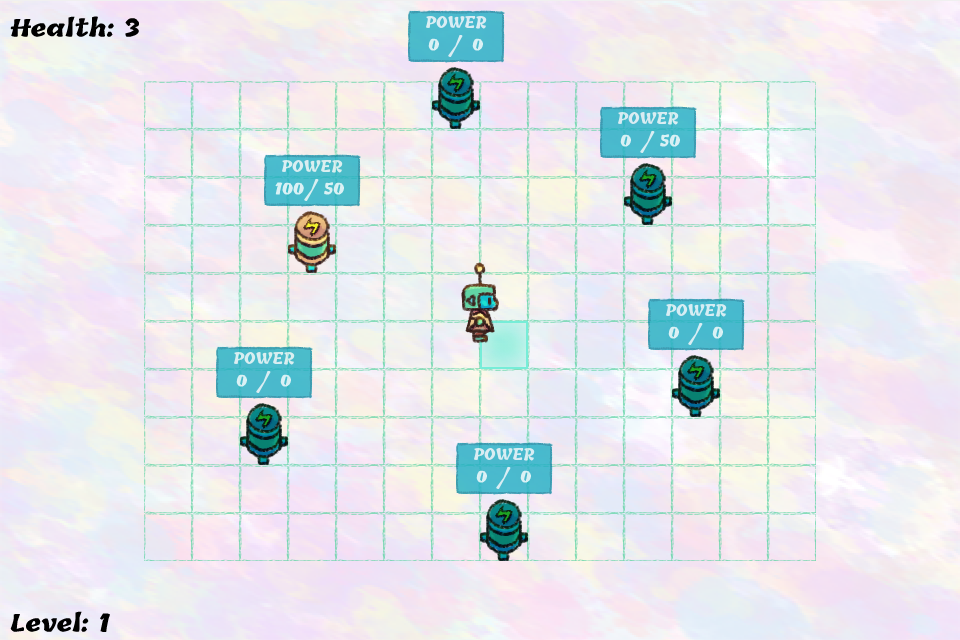 Health: 3
POWER
0 / 0
POWER
0 / 50
POWER
100 / 50
POWER
0 / 0
POWER
0 / 0
POWER
0 / 0
Level: 1